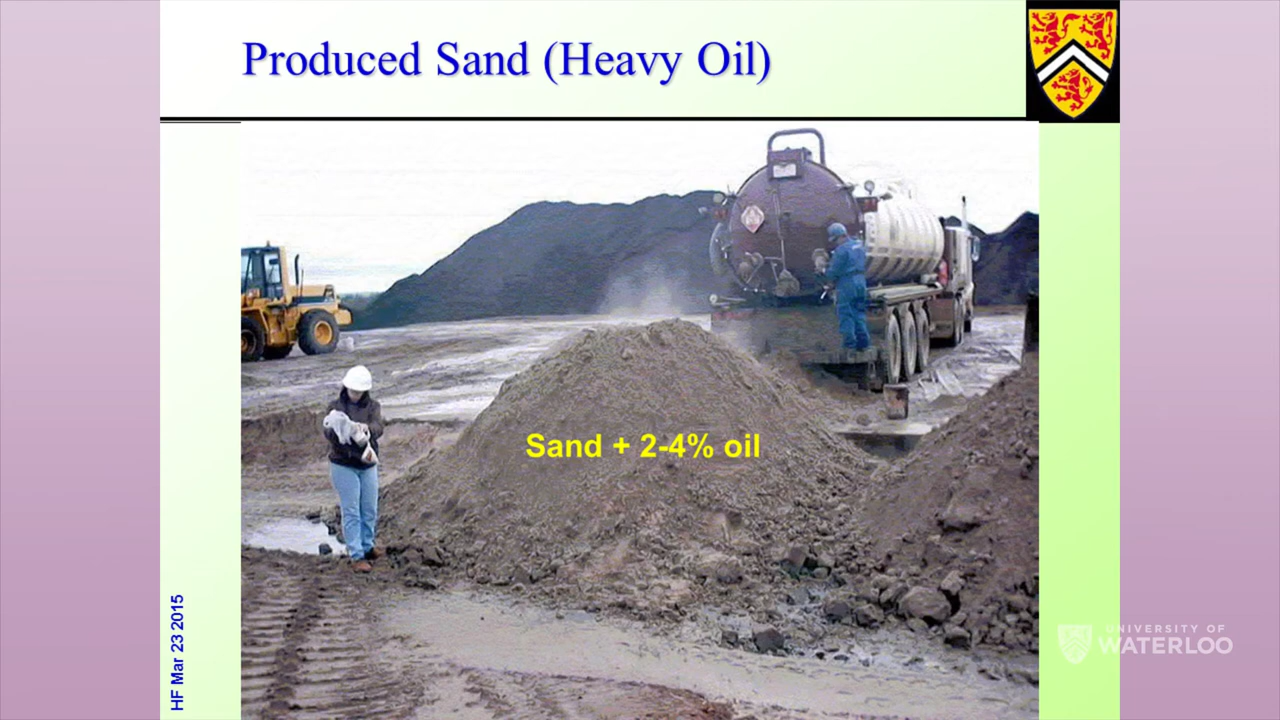 Produced Sand (Heavy Oil)
Sand + 2-4% oil
HF Mar 23 2015
UNIVERSITY OF
WATERLOO